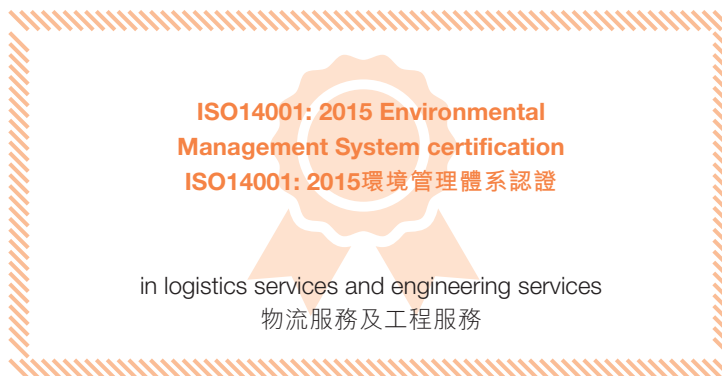 ISO14001: 2015 Environmental
Management System certification
ISO14001: 2015環境管理體系認證
in logistics services and engineering services
物流服務及工程服務